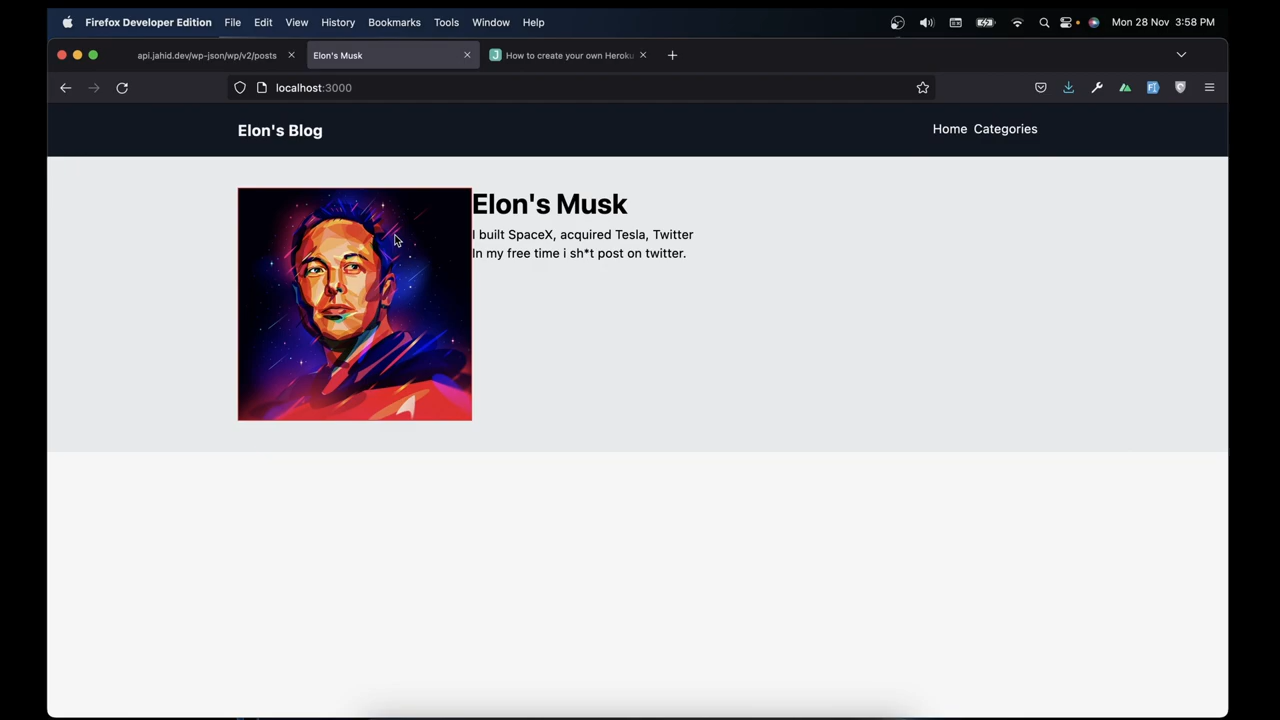 Firefox Developer Edition File Edit View History Bookmarks Tools Window Help Mon 28 Nov 3:58 PM
api.jahid.dev/wp-json/wp/v2/posts Elon's Musk How to create your own Heroku
localhost:3000
Elon's Blog Home Categories
Elon's Musk
I built SpaceX, acquired Tesla, Twitter
In my free time i sh*t post on twitter.